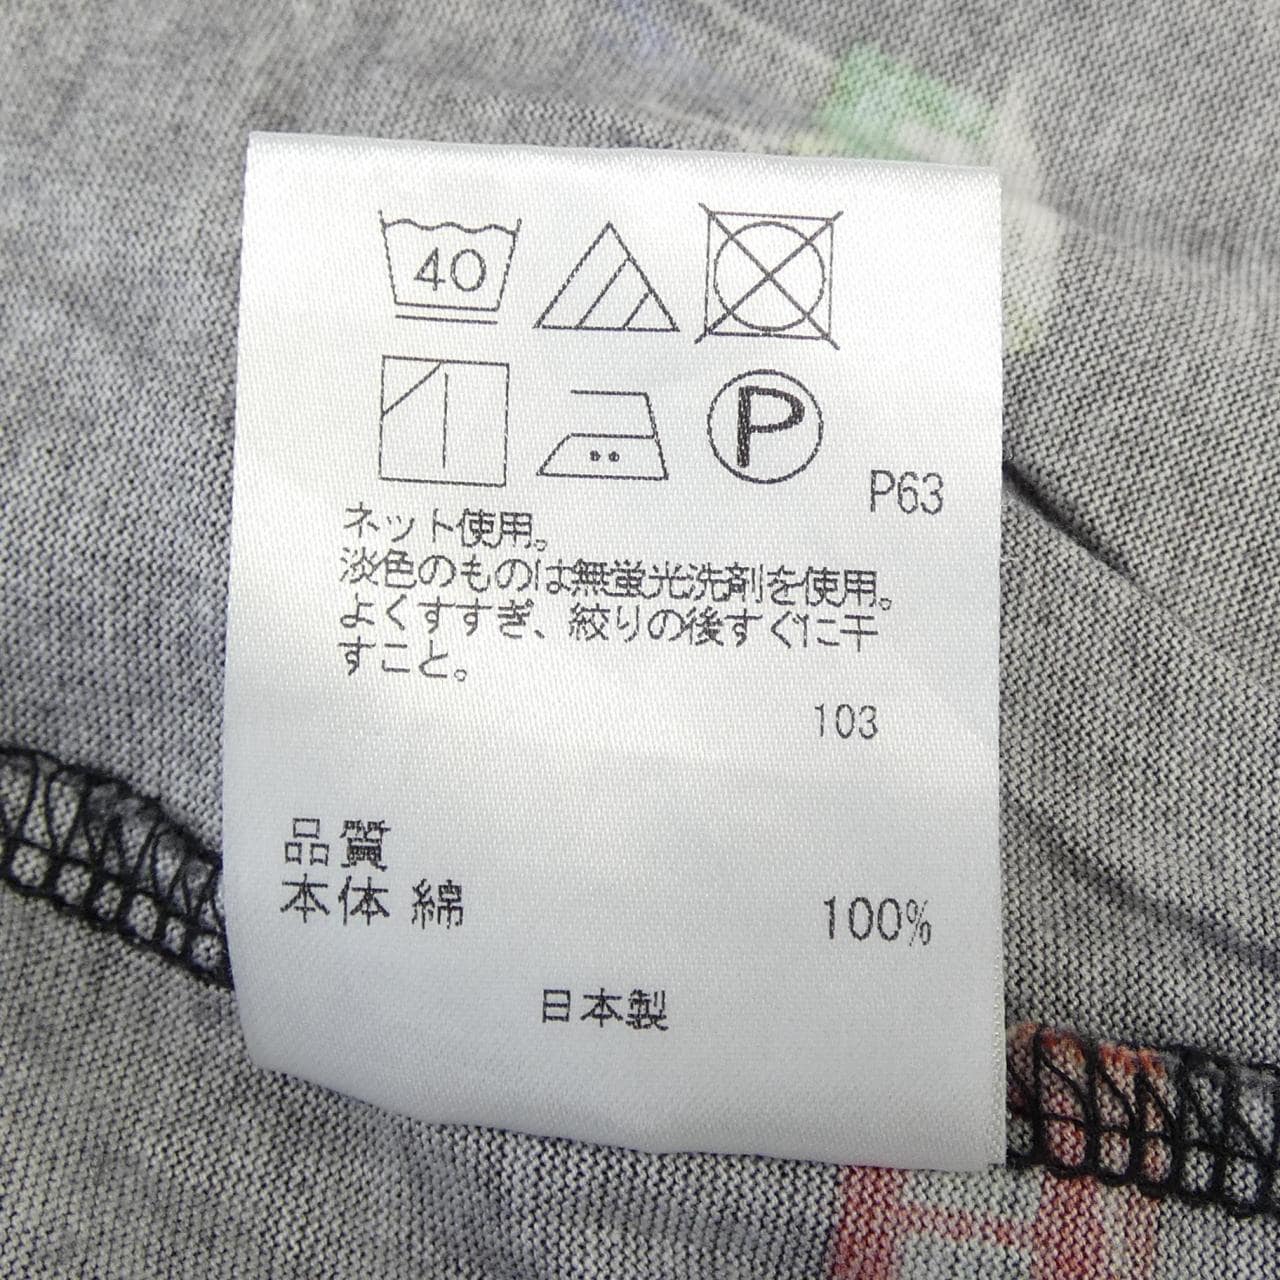 40
P
P63
ネット使用。
淡色のものは無蛍光洗剤を使用。
よくすすぎ、絞りの後すぐに干
すこと。
103
品質
本体 綿 100%
日本製